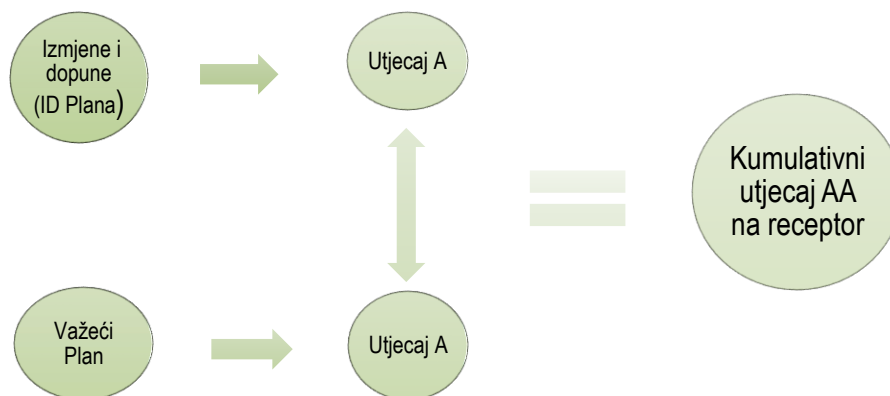 Izmjene i
dopune
(ID Plana)
Utjecaj A
Kumulativni
utjecaj AA
na receptor
Važeći
Plan
Utjecaj A